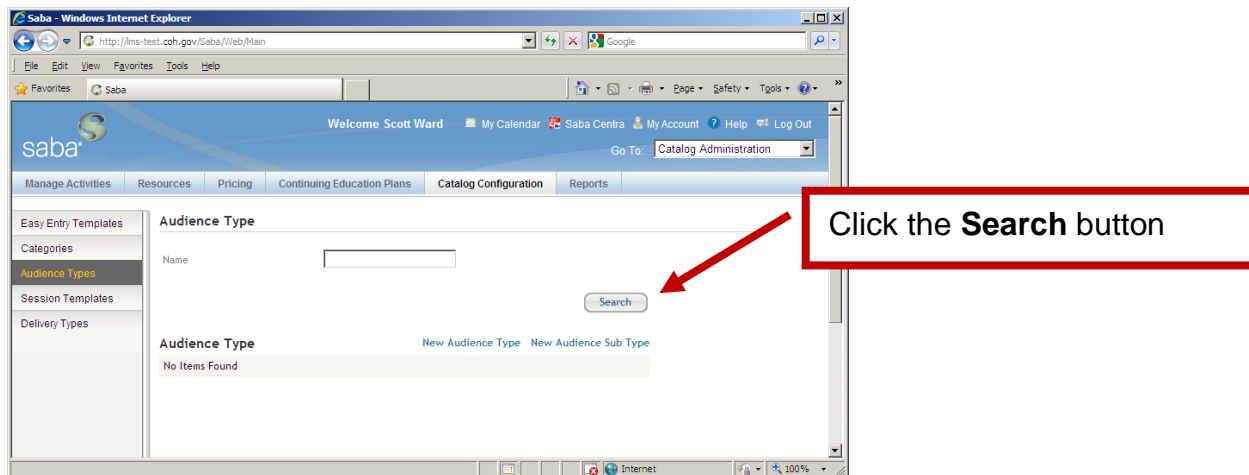 Saba - Windows Internet Explorer
http://lms-test.coh.gov/Saba/Web/Main
Google
File Edit View Favorites Tools Help
Favorites Saba Page Safety Tools
saba
Welcome Scott Ward My Calendar Saba Centra My Account Help Log Out
Go To: Catalog Administration
Manage Activities Resources Pricing Continuing Education Plans Catalog Configuration Reports
Easy Entry Templates
Categories
Audience Types
Session Templates
Delivery Types
Audience Type
Name
Search
Audience Type New Audience Type New Audience Sub Type
No Items Found
Click the Search button
Internet 100%